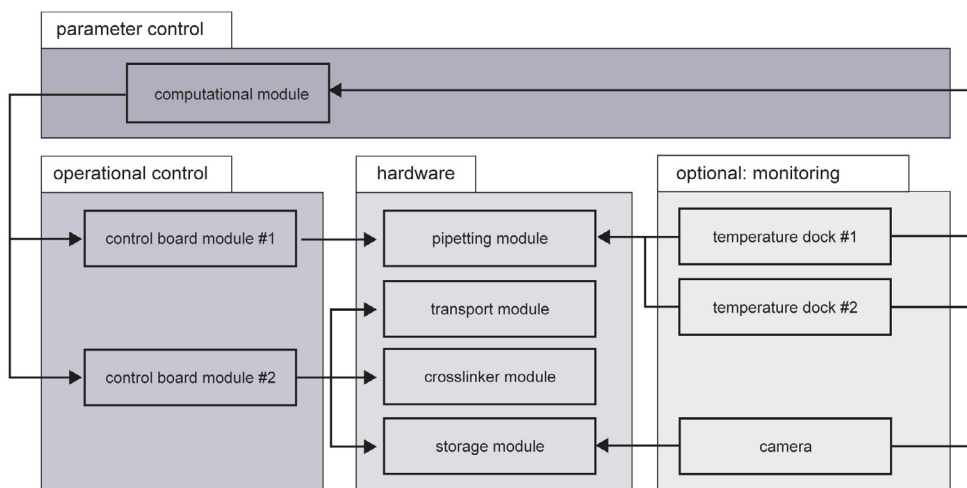 parameter control
computational module
operational control
control board module #1
control board module #2
hardware
pipetting module
transport module
crosslinker module
storage module
optional: monitoring
temperature dock #1
temperature dock #2
camera